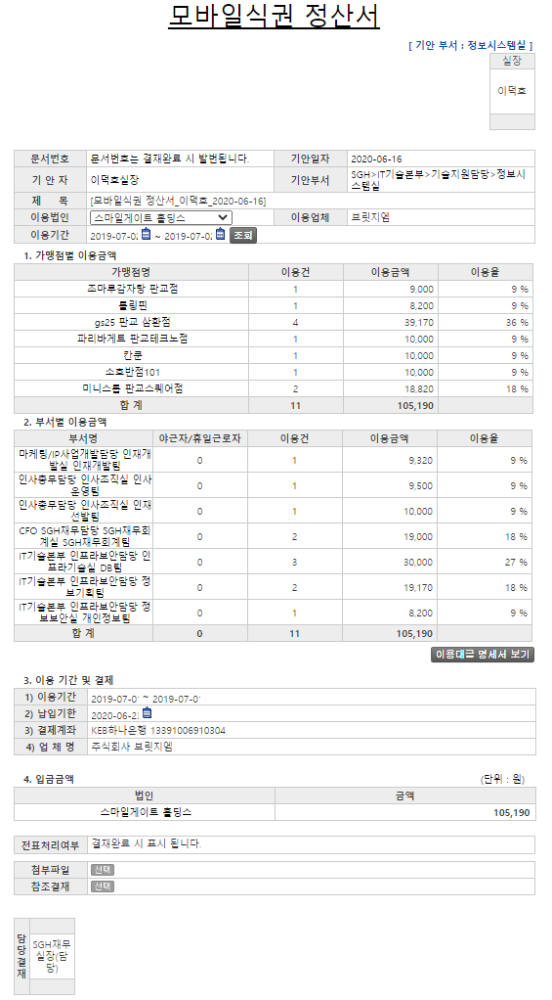 모바일식권 정산서
[ 기안 부서 : 정보시스템실 ]
실장
이덕호
문서번호 문서번호는 결재완료 시 발번됩니다. 기안일자 2020-06-16
기 안 자 이덕호실장 기안부서 SGH>IT기술본부>기술지원담당>정보시스템실
제 목 [모바일식권 정산서_이덕호_2020-06-16]
이용법인 스마일게이트 홀딩스 이용업체 브릿지엠
이용기간 2019-07-0 ~ 2019-07-0 조회
1. 가맹점별 이용금액
가맹점명 이용건 이용금액 이용율
조마루감자탕 판교점 1 9,000 9 %
롤링핀 1 8,200 9 %
gs25 판교 삼환점 4 39,170 36 %
파리바게트 판교테크노점 1 10,000 9 %
칸쿤 1 10,000 9 %
소호반점101 1 10,000 9 %
미니스톱 판교스퀘어점 2 18,820 18 %
합 계 11 105,190
2. 부서별 이용금액
부서명 야근자/휴일근로자 이용건 이용금액 이용율
마케팅/IP사업개발담당 인재개
발실 인재개발팀 0 1 9,320 9 %
인사총무담당 인사조직실 인사
운영팀 0 1 9,500 9 %
인사총무담당 인사조직실 인재
선발팀 0 1 10,000 9 %
CFO SGH재무담당 SGH재무회
계실 SGH재무회계팀 0 2 19,000 18 %
IT기술본부 인프라보안담당 인
프라기술실 DB팀 0 3 30,000 27 %
IT기술본부 인프라보안담당 정
보기획팀 0 2 19,170 18 %
IT기술본부 인프라보안담당 정
보보안실 개인정보팀 0 1 8,200 9 %
합 계 0 11 105,190
이용대금 명세서 보기
3. 이용 기간 및 결제
1) 이용기간 2019-07-0 ~ 2019-07-0
2) 납입기한 2020-06-2
3) 결제계좌 KEB하나은행 13391006910304
4) 업 체 명 주식회사 브릿지엠
4. 입금금액 (단위 : 원)
법인 금액
스마일게이트 홀딩스 105,190
전표처리여부 결재완료 시 표시 됩니다.
첨부파일 선택
참조결재 선택
담당결재
SGH재무
실장(담
당)